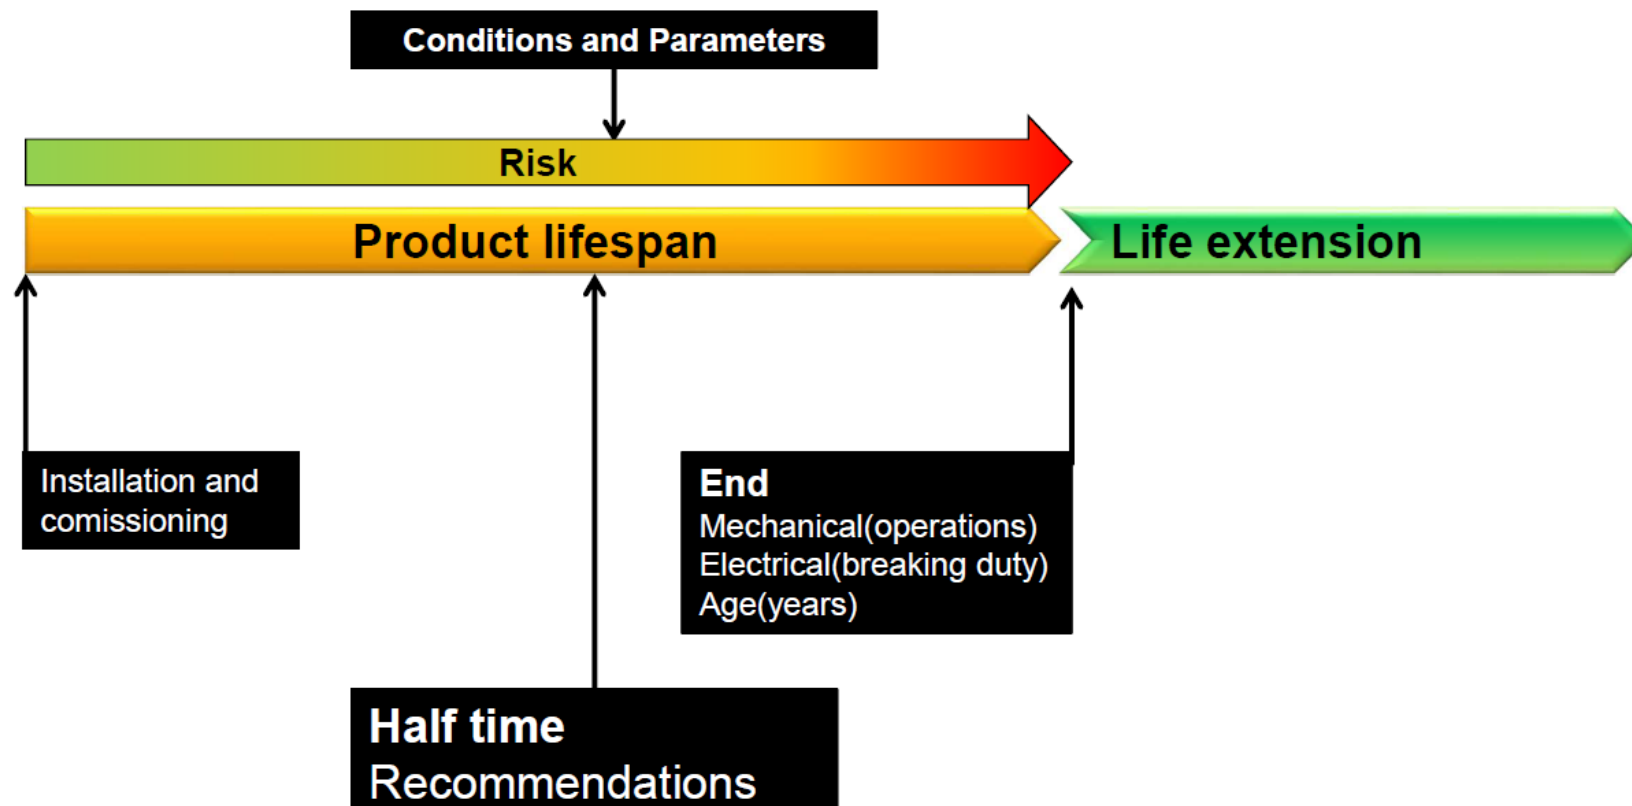 Conditions and Parameters
Risk
Product lifespan
Life extension
Installation and
comissioning
End
Mechanical(operations)
Electrical(breaking duty)
Age(years)
Half time
Recommendations